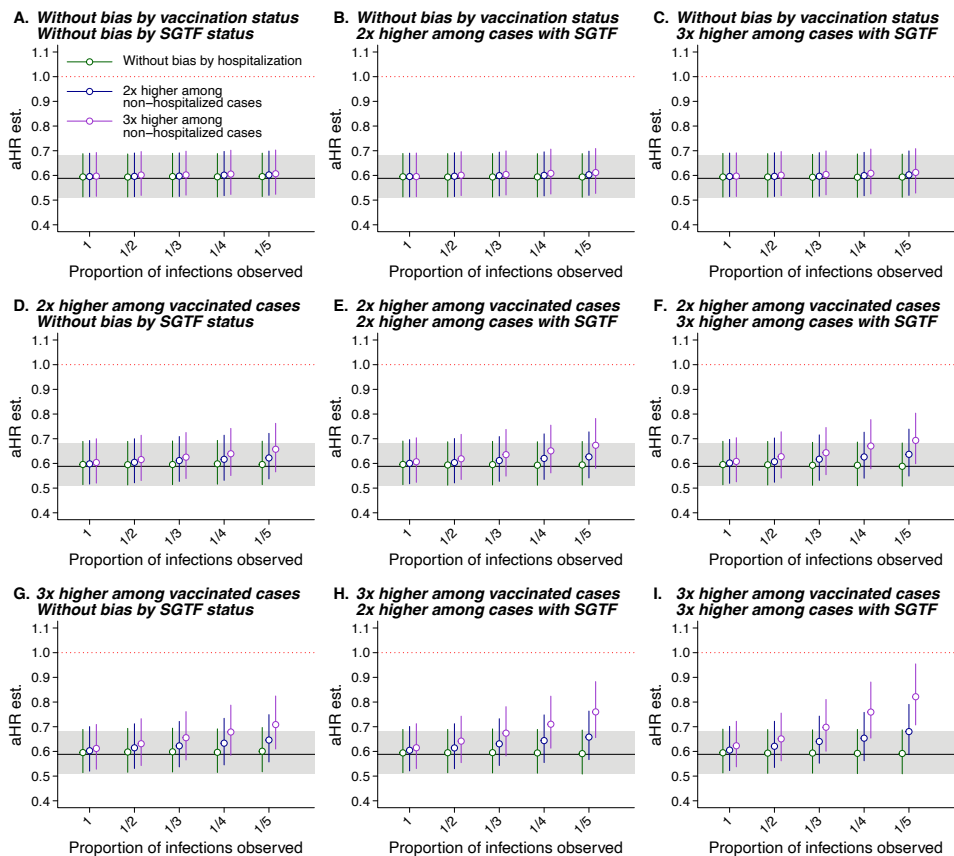 A. Without bias by vaccination status
Without bias by SGTF status
B. Without bias by vaccination status
2x higher among cases with SGTF
C. Without bias by vaccination status
3x higher among cases with SGTF
1.1
1.0
0.9
0.8
0.7
0.6
0.5
0.4
aHR est.
Without bias by hospitalization
2x higher among
non−hospitalized cases
3x higher among
non−hospitalized cases
1
1/2
1/3
1/4
1/5
Proportion of infections observed
1.1
1.0
0.9
0.8
0.7
0.6
0.5
0.4
aHR est.
1
1/2
1/3
1/4
1/5
Proportion of infections observed
1.1
1.0
0.9
0.8
0.7
0.6
0.5
0.4
aHR est.
1
1/2
1/3
1/4
1/5
Proportion of infections observed
D. 2x higher among vaccinated cases
Without bias by SGTF status
E. 2x higher among vaccinated cases
2x higher among cases with SGTF
F. 2x higher among vaccinated cases
3x higher among cases with SGTF
1.1
1.0
0.9
0.8
0.7
0.6
0.5
0.4
aHR est.
1
1/2
1/3
1/4
1/5
Proportion of infections observed
1.1
1.0
0.9
0.8
0.7
0.6
0.5
0.4
aHR est.
1
1/2
1/3
1/4
1/5
Proportion of infections observed
1.1
1.0
0.9
0.8
0.7
0.6
0.5
0.4
aHR est.
1
1/2
1/3
1/4
1/5
Proportion of infections observed
G. 3x higher among vaccinated cases
Without bias by SGTF status
H. 3x higher among vaccinated cases
2x higher among cases with SGTF
I. 3x higher among vaccinated cases
3x higher among cases with SGTF
1.1
1.0
0.9
0.8
0.7
0.6
0.5
0.4
aHR est.
1
1/2
1/3
1/4
1/5
Proportion of infections observed
1.1
1.0
0.9
0.8
0.7
0.6
0.5
0.4
aHR est.
1
1/2
1/3
1/4
1/5
Proportion of infections observed
1.1
1.0
0.9
0.8
0.7
0.6
0.5
0.4
aHR est.
1
1/2
1/3
1/4
1/5
Proportion of infections observed